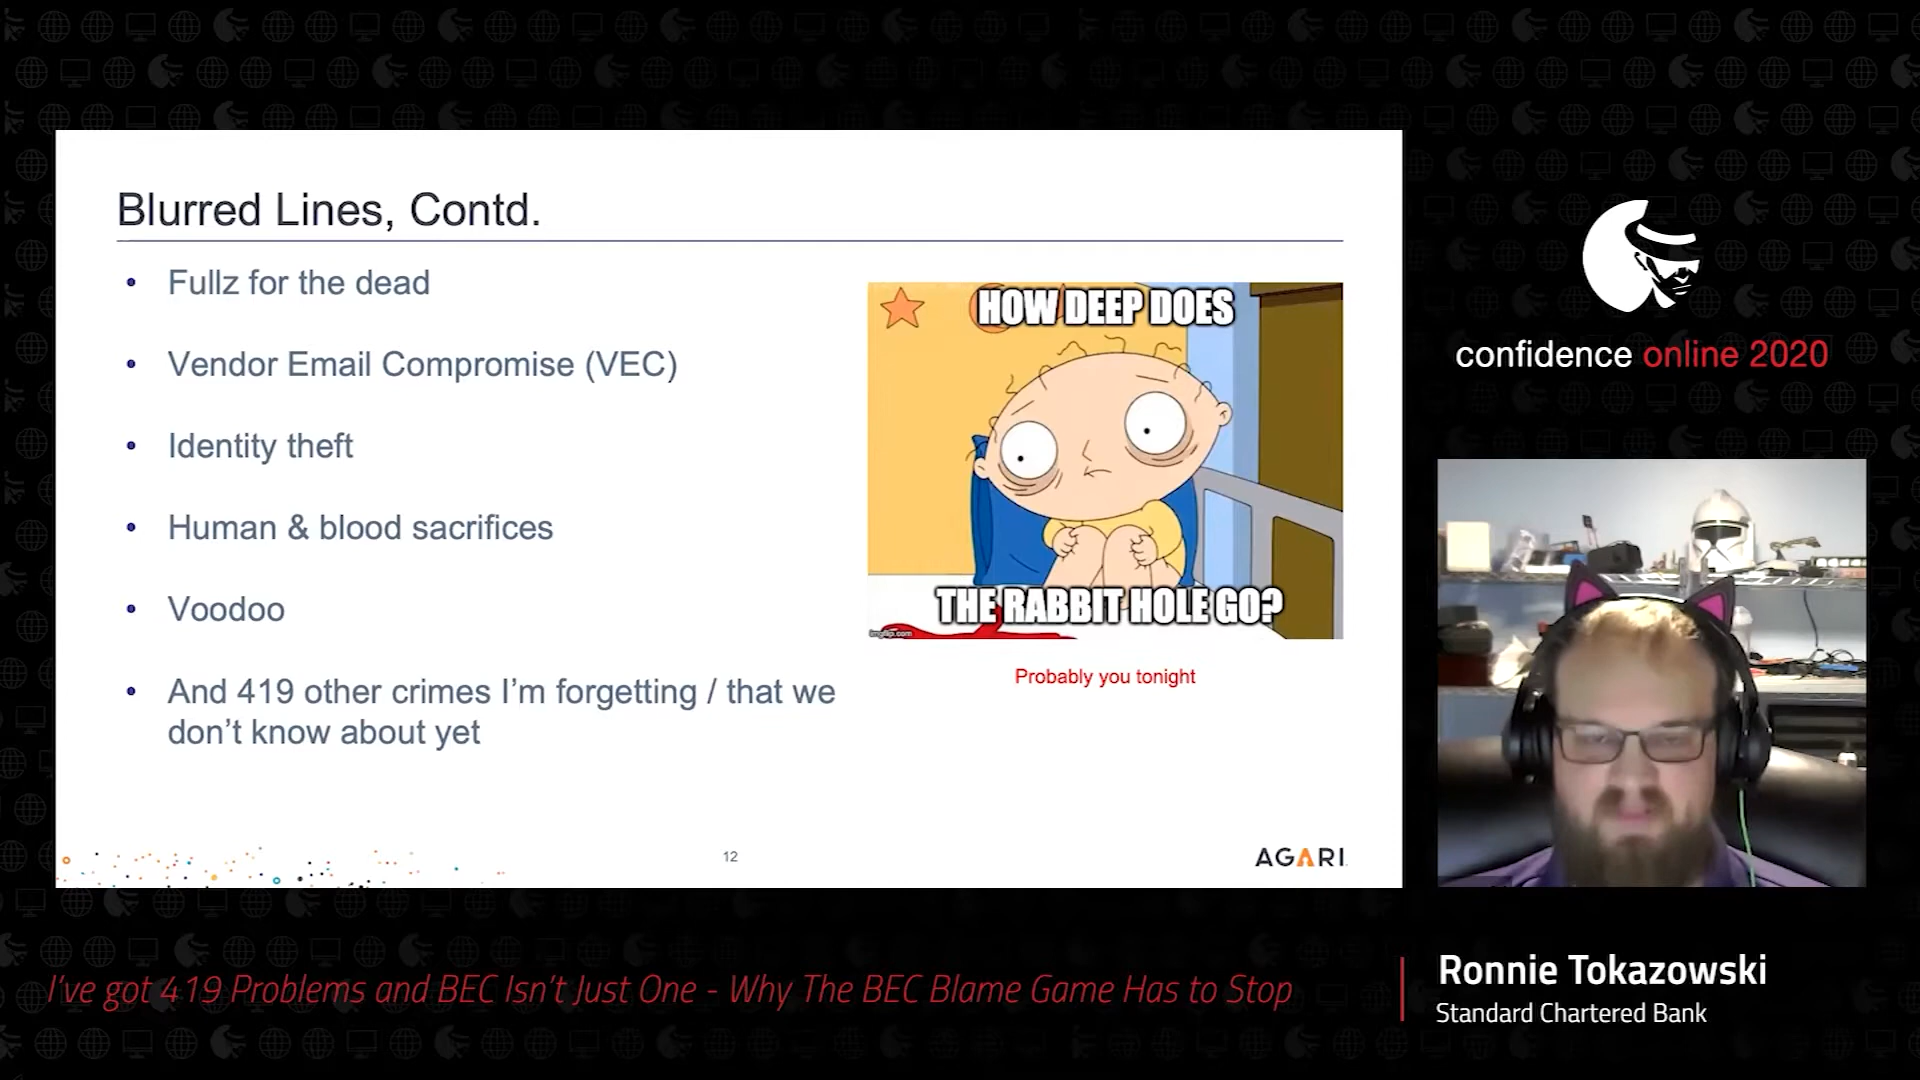 Blurred Lines, Contd.
• Fullz for the dead
• Vendor Email Compromise (VEC)
• Identity theft
• Human & blood sacrifices
• Voodoo
• And 419 other crimes I'm forgetting / that we
don't know about yet
HOW DEEP DOES
THE RABBIT HOLE GO?
imgflip.com
Probably you tonight
12
AGARI
confidence online 2020
I've got 419 Problems and BEC Isn't Just One - Why The BEC Blame Game Has to Stop
Ronnie Tokazowski
Standard Chartered Bank